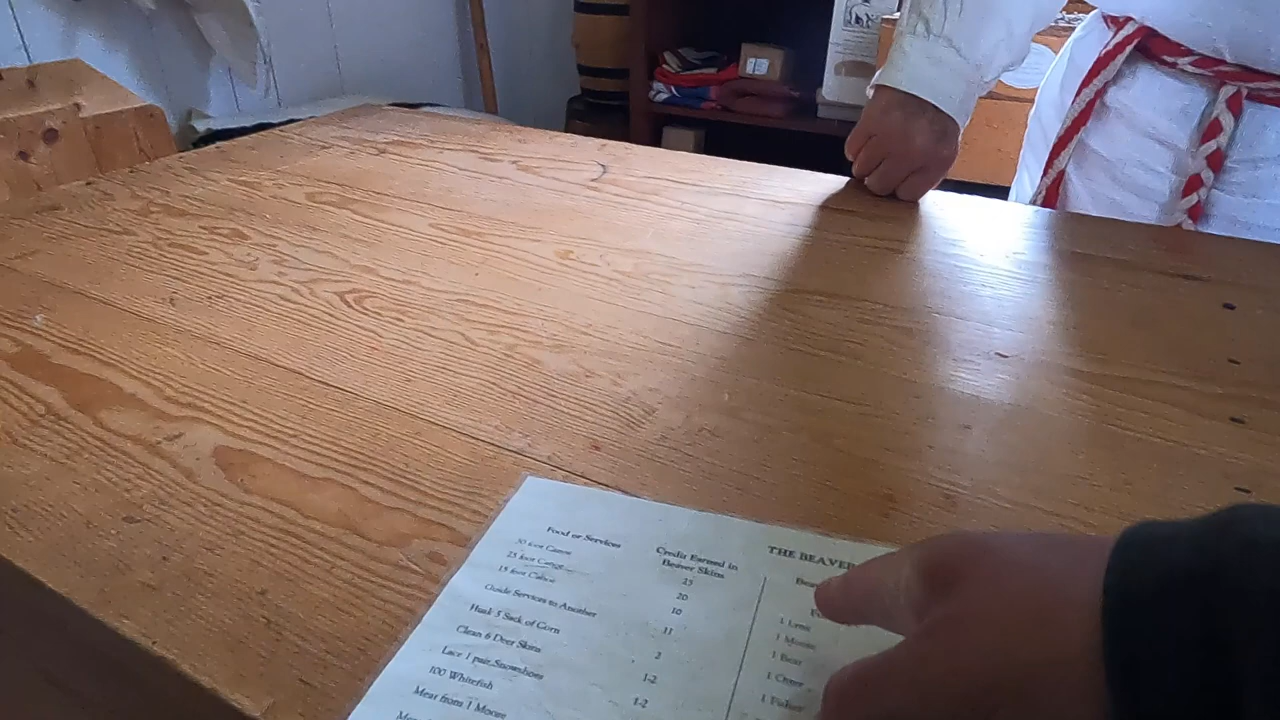 Food or Services
Credit Earned in
Beaver Skins
30 foot Canoe 25
25 foot Canoe 20
15 foot Canoe 10
Guide Services to Another 11
Husk 5 Sack of Corn 2
Clean 6 Deer Skins 1-2
Lace 1 pair Snowshoes 1-2
100 Whitefish
Meat from 1 Moose
THE BEAVER
1 Lynx
1 Moose
1 Bear
1 Otter
1 Fisher